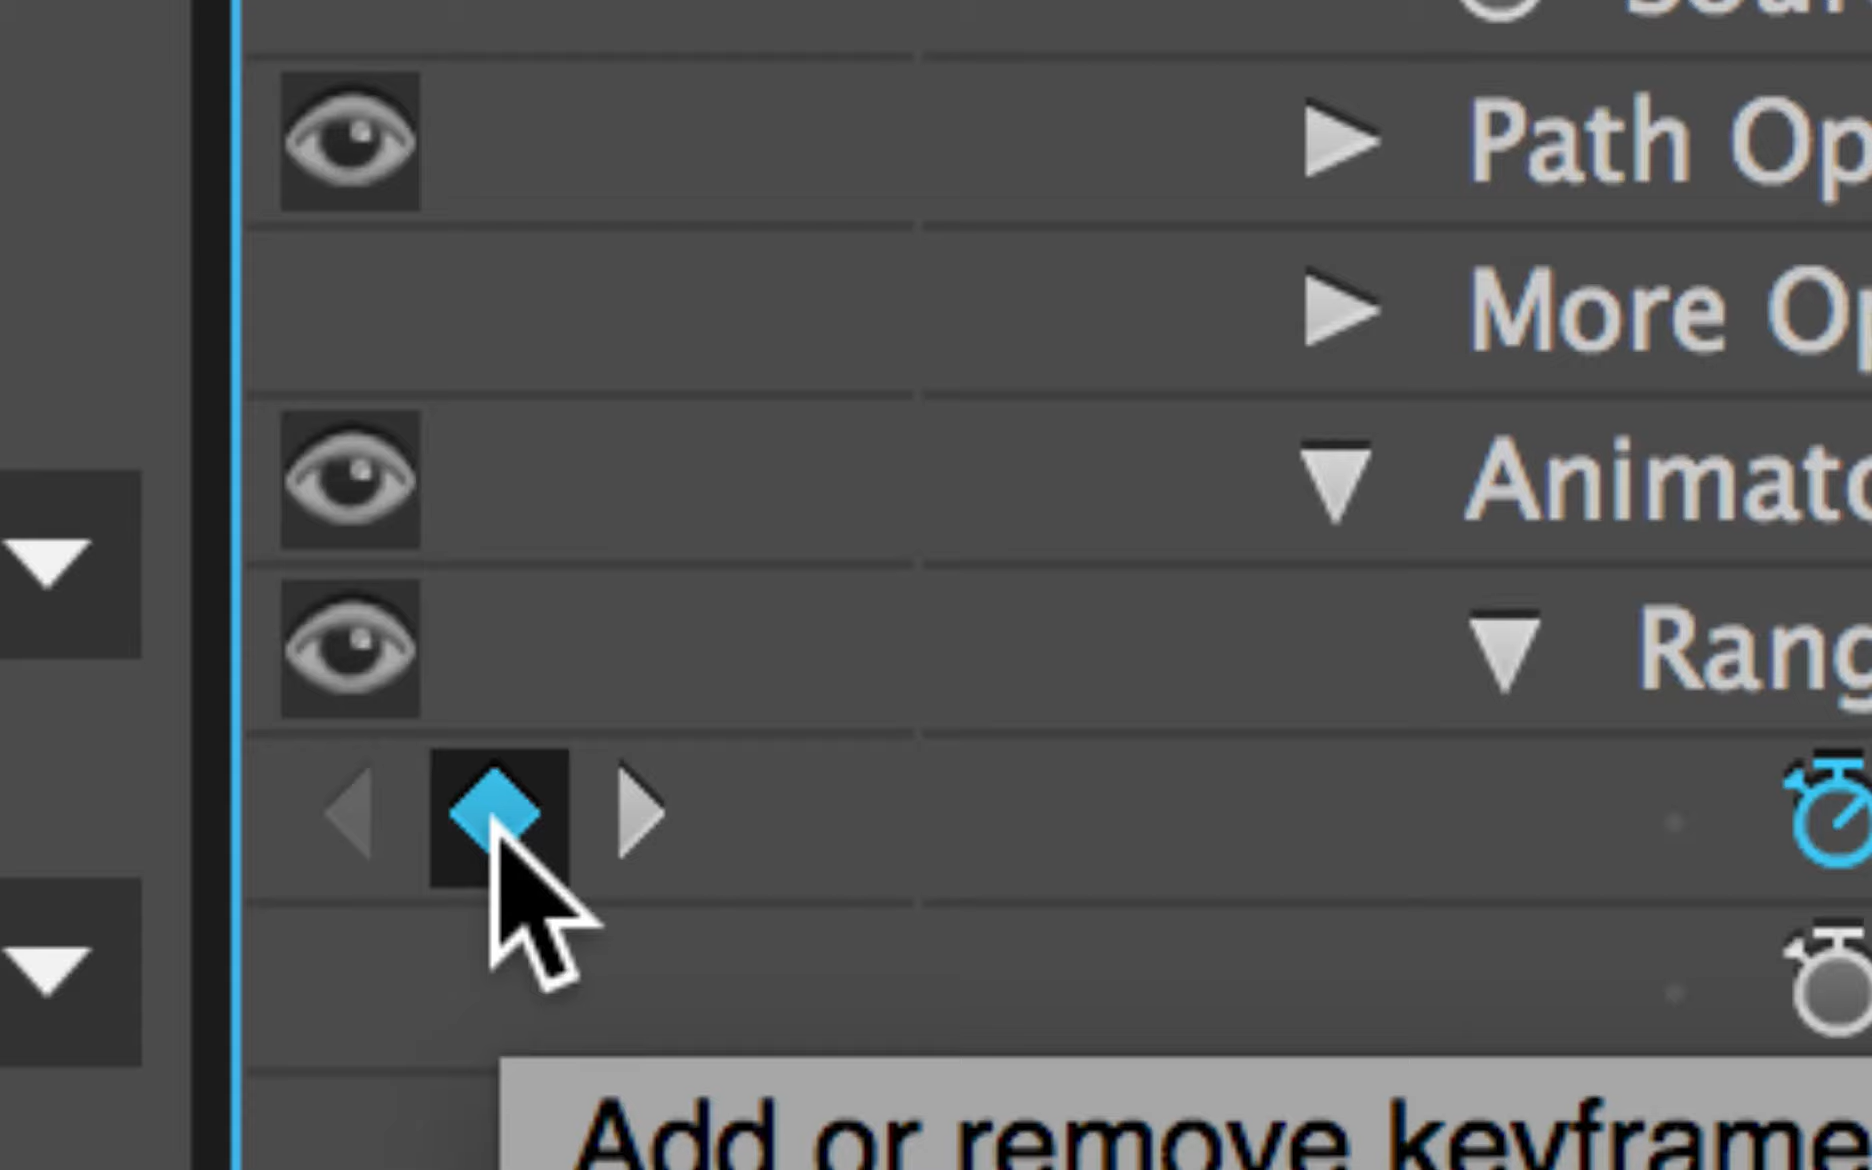 Path Op
More Op
Animato
Rang
Add or remove keyframe